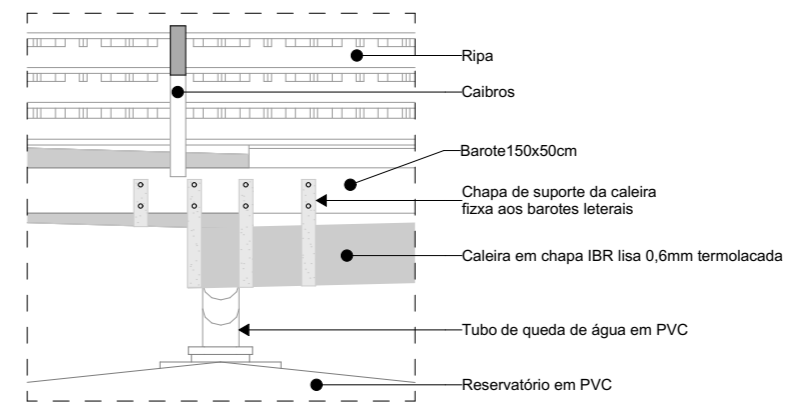 Ripa
Caibros
Barote150x50cm
Chapa de suporte da caleira
fizxa aos barotes leterais
Caleira em chapa IBR lisa 0,6mm termolacada
Tubo de queda de água em PVC
Reservatório em PVC